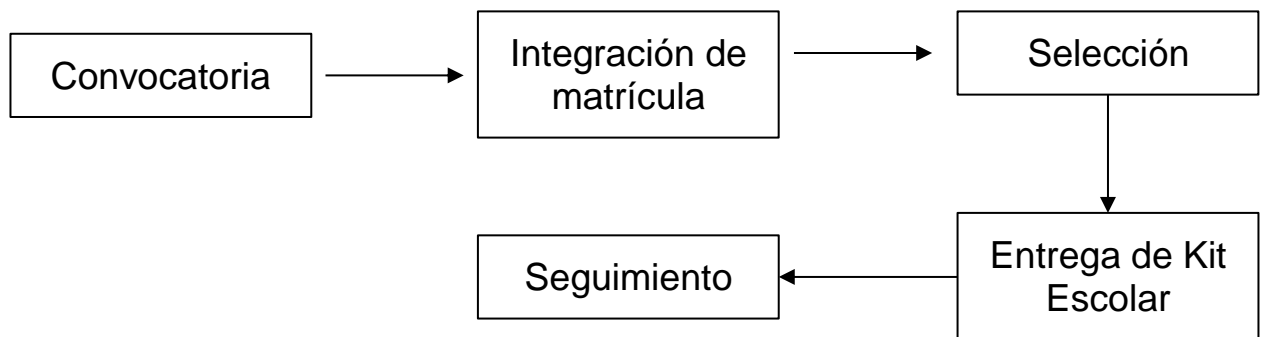 Convocatoria
Integración de
matrícula
Selección
Entrega de Kit
Escolar
Seguimiento